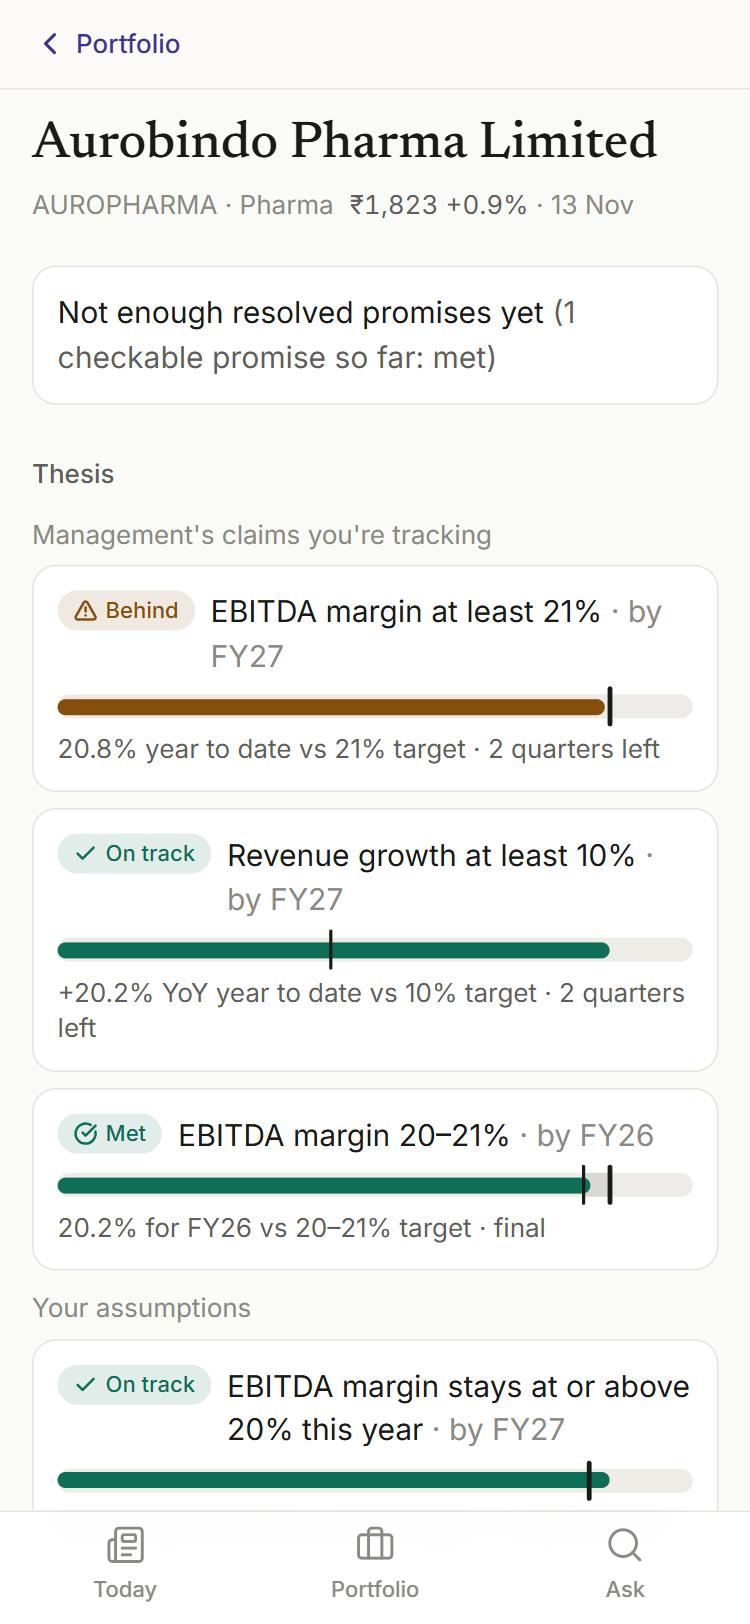 Portfolio
Aurobindo Pharma Limited
AUROPHARMA · Pharma ₹1,823 +0.9% · 13 Nov
Not enough resolved promises yet (1
checkable promise so far: met)
Thesis
Management's claims you're tracking
Behind EBITDA margin at least 21% · by
FY27
20.8% year to date vs 21% target · 2 quarters left
On track Revenue growth at least 10% ·
by FY27
+20.2% YoY year to date vs 10% target · 2 quarters
left
Met EBITDA margin 20–21% · by FY26
20.2% for FY26 vs 20–21% target · final
Your assumptions
On track EBITDA margin stays at or above
20% this year · by FY27
Today Portfolio Ask